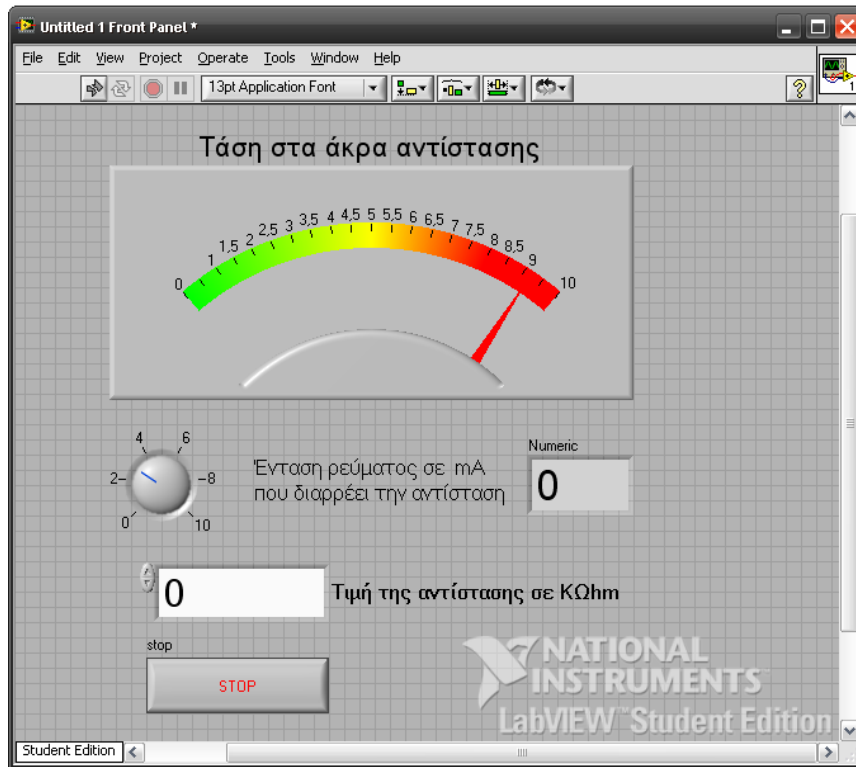 Untitled 1 Front Panel *
File Edit View Project Operate Tools Window Help
13pt Application Font
1
Τάση στα άκρα αντίστασης
0 1 1,5 2 2,5 3 3,5 4 4,5 5 5,5 6 6,5 7 7,5 8 8,5 9 10
0 2 4 6 8 10
Ένταση ρεύματος σε mA
που διαρρέει την αντίσταση
Numeric
0
0
Τιμή της αντίστασης σε KΩhm
stop
STOP
NATIONAL
INSTRUMENTS
LabVIEW™ Student Edition
Student Edition